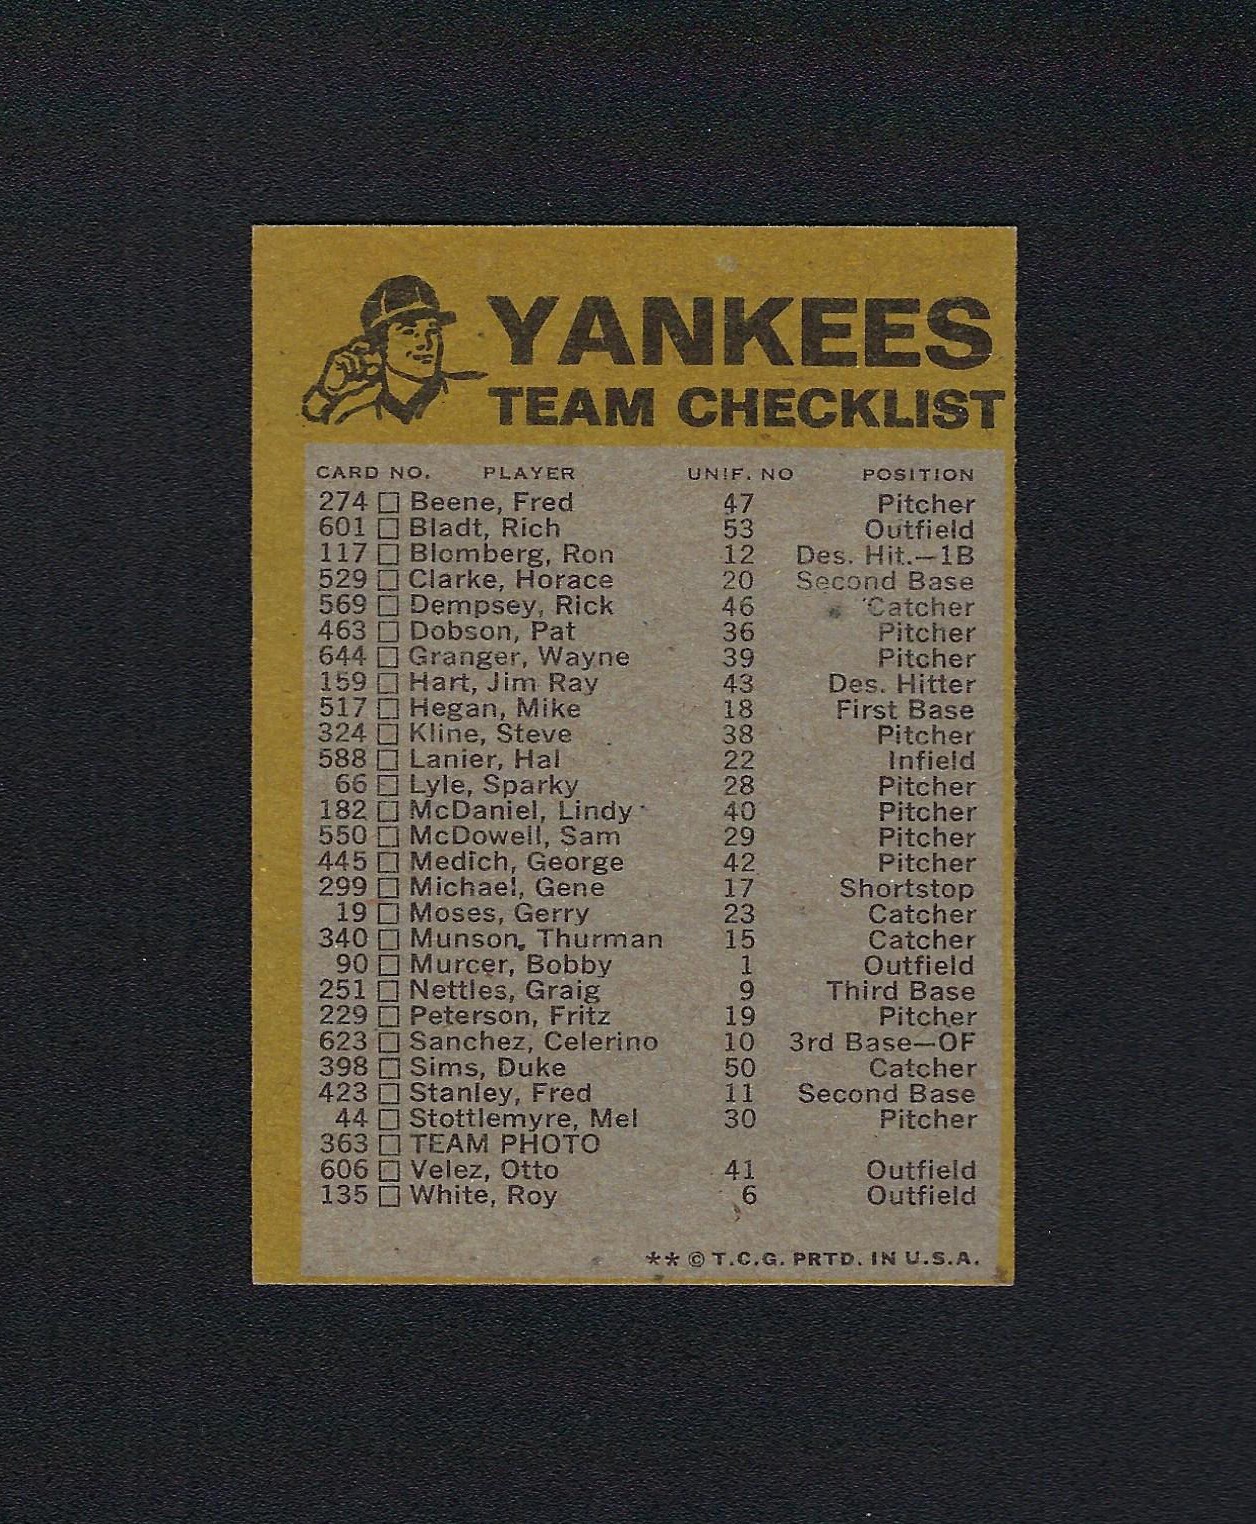 YANKEES
TEAM CHECKLIST
CARD NO. PLAYER UNIF. NO POSITION
274 □ Beene, Fred 47 Pitcher
601 □ Bladt, Rich 53 Outfield
117 □ Blomberg, Ron 12 Des. Hit.—1B
529 □ Clarke, Horace 20 Second Base
569 □ Dempsey, Rick 46 Catcher
463 □ Dobson, Pat 36 Pitcher
644 □ Granger, Wayne 39 Pitcher
159 □ Hart, Jim Ray 43 Des. Hitter
517 □ Hegan, Mike 18 First Base
324 □ Kline, Steve 38 Pitcher
588 □ Lanier, Hal 22 Infield
66 □ Lyle, Sparky 28 Pitcher
182 □ McDaniel, Lindy 40 Pitcher
550 □ McDowell, Sam 29 Pitcher
445 □ Medich, George 42 Pitcher
299 □ Michael, Gene 17 Shortstop
19 □ Moses, Gerry 23 Catcher
340 □ Munson, Thurman 15 Catcher
90 □ Murcer, Bobby 1 Outfield
251 □ Nettles, Graig 9 Third Base
229 □ Peterson, Fritz 19 Pitcher
623 □ Sanchez, Celerino 10 3rd Base—OF
398 □ Sims, Duke 50 Catcher
423 □ Stanley, Fred 11 Second Base
44 □ Stottlemyre, Mel 30 Pitcher
363 □ TEAM PHOTO
606 □ Velez, Otto 41 Outfield
135 □ White, Roy 6 Outfield
** © T.C.G. PRTD. IN U.S.A.